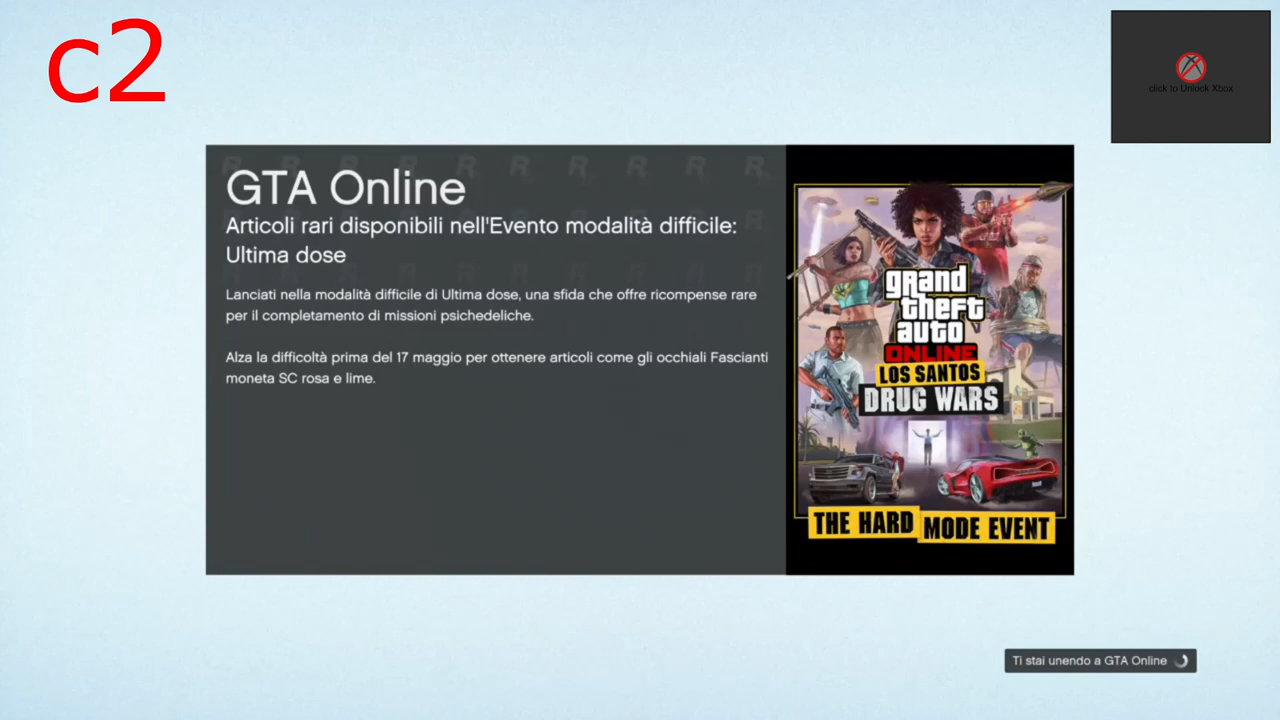 c2
click to Unlock Xbox
GTA Online
Articoli rari disponibili nell'Evento modalità difficile:
Ultima dose
Lanciati nella modalità difficile di Ultima dose, una sfida che offre ricompense rare
per il completamento di missioni psichedeliche.
Alza la difficoltà prima del 17 maggio per ottenere articoli come gli occhiali Fascianti
moneta SC rosa e lime.
grand
theft
auto
ONLINE
LOS SANTOS
DRUG WARS
THE HARD MODE EVENT
Ti stai unendo a GTA Online